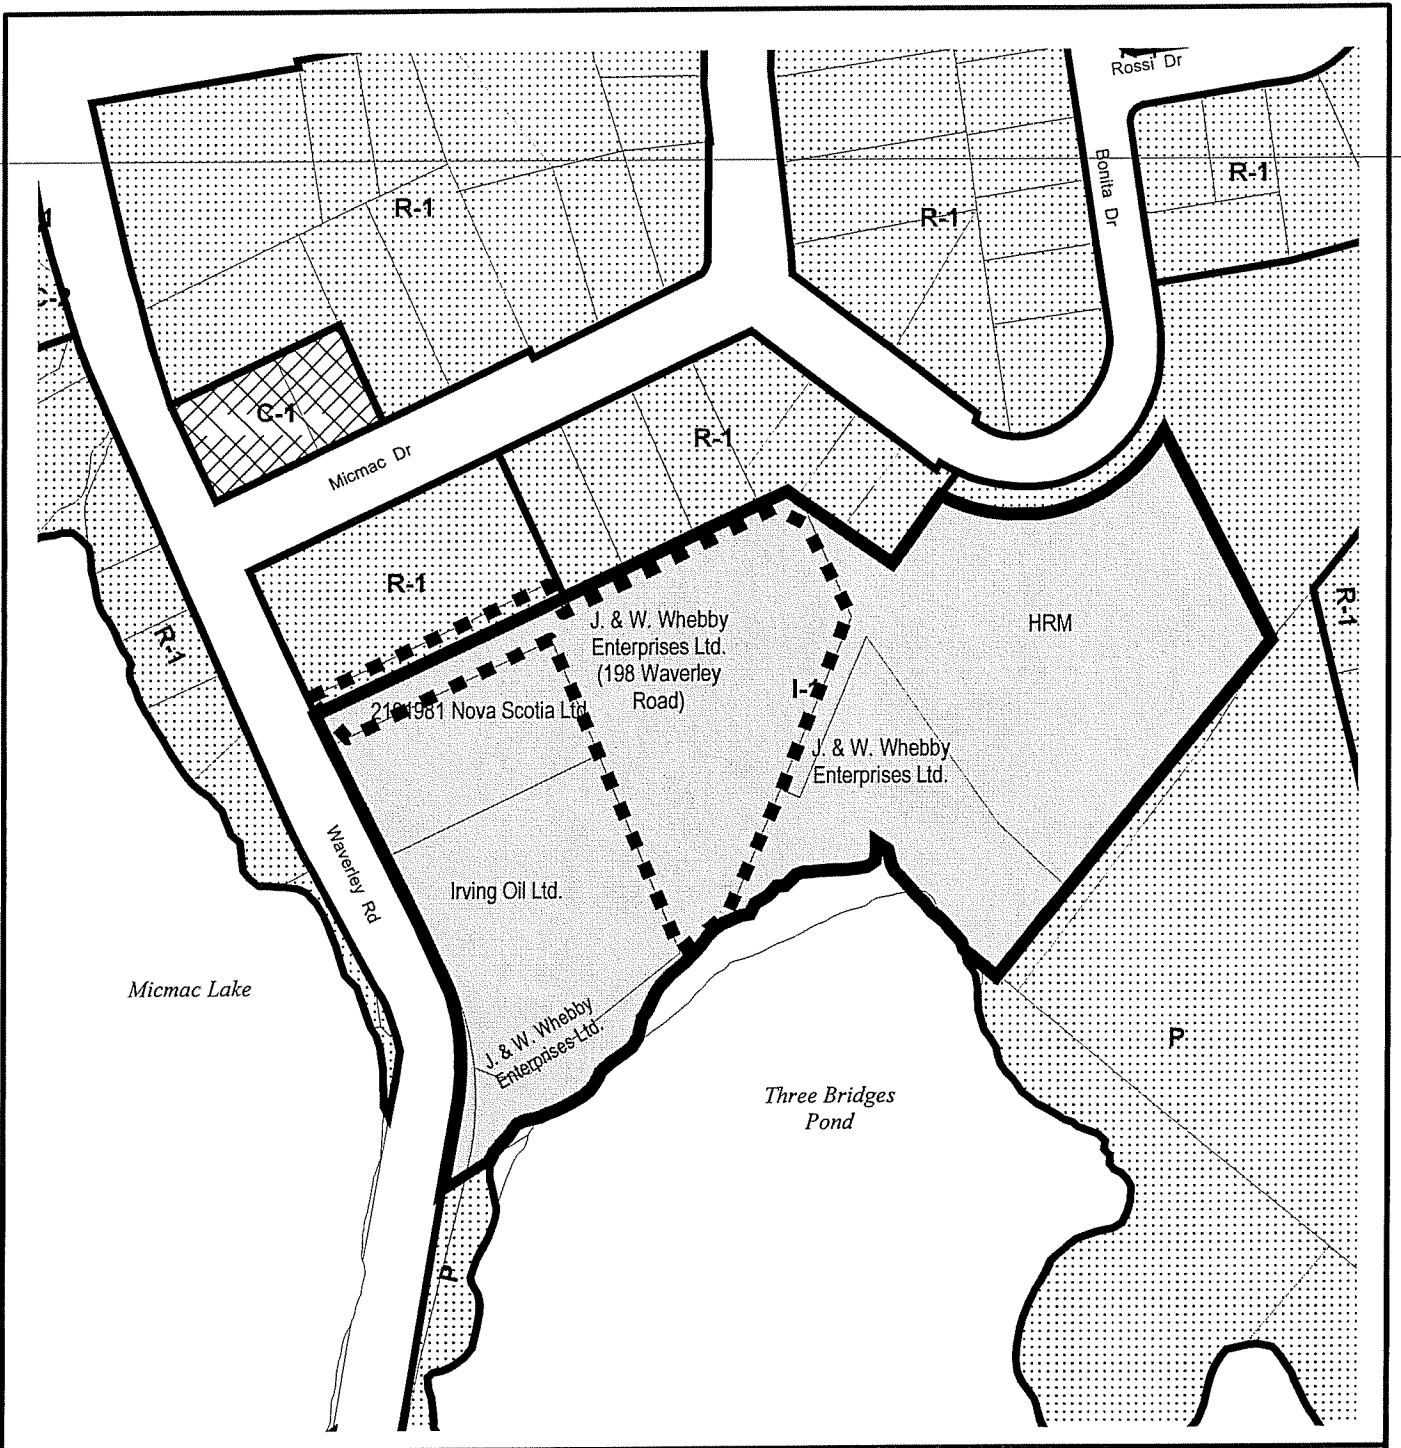 Rossi Dr
Bonita Dr
R-1
R-1
R-1
C-1
Micmac Dr
R-1
R-1
R-1
R-1
HRM
J. & W. Whebby
Enterprises Ltd.
(198 Waverley
Road)
I-1
1981 Nova Scotia Ltd.
J. & W. Whebby
Enterprises Ltd.
Waverley Rd
Irving Oil Ltd.
Micmac Lake
J. & W. Whebby
Enterprises Ltd.
P
Three Bridges
Pond
P